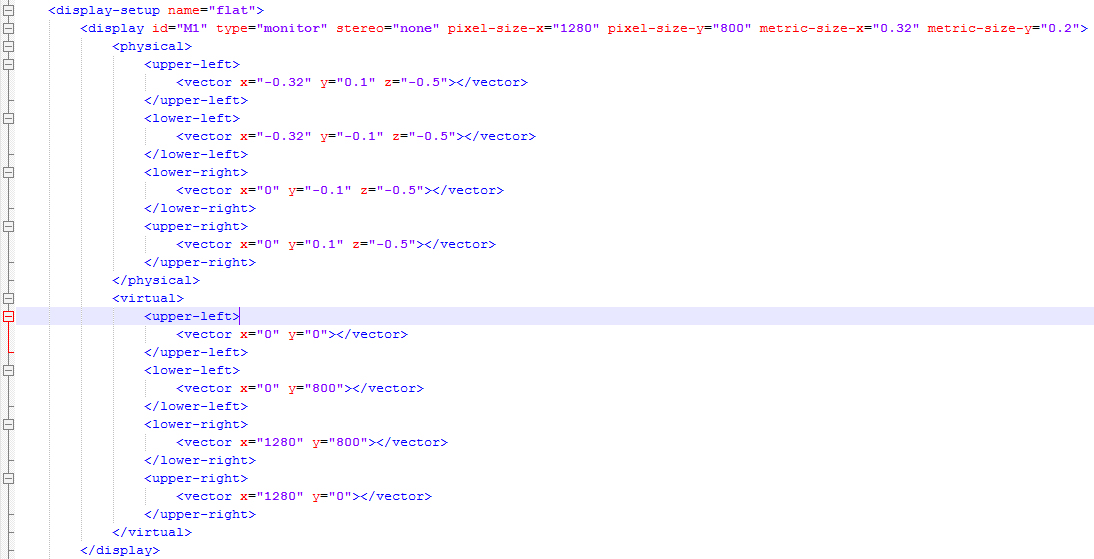 <display-setup name="flat">
<display id="M1" type="monitor" stereo="none" pixel-size-x="1280" pixel-size-y="800" metric-size-x="0.32" metric-size-y="0.2">
<physical>
<upper-left>
<vector x="-0.32" y="0.1" z="-0.5"></vector>
</upper-left>
<lower-left>
<vector x="-0.32" y="-0.1" z="-0.5"></vector>
</lower-left>
<lower-right>
<vector x="0" y="-0.1" z="-0.5"></vector>
</lower-right>
<upper-right>
<vector x="0" y="0.1" z="-0.5"></vector>
</upper-right>
</physical>
<virtual>
<upper-left>
<vector x="0" y="0"></vector>
</upper-left>
<lower-left>
<vector x="0" y="800"></vector>
</lower-left>
<lower-right>
<vector x="1280" y="800"></vector>
</lower-right>
<upper-right>
<vector x="1280" y="0"></vector>
</upper-right>
</virtual>
</display>